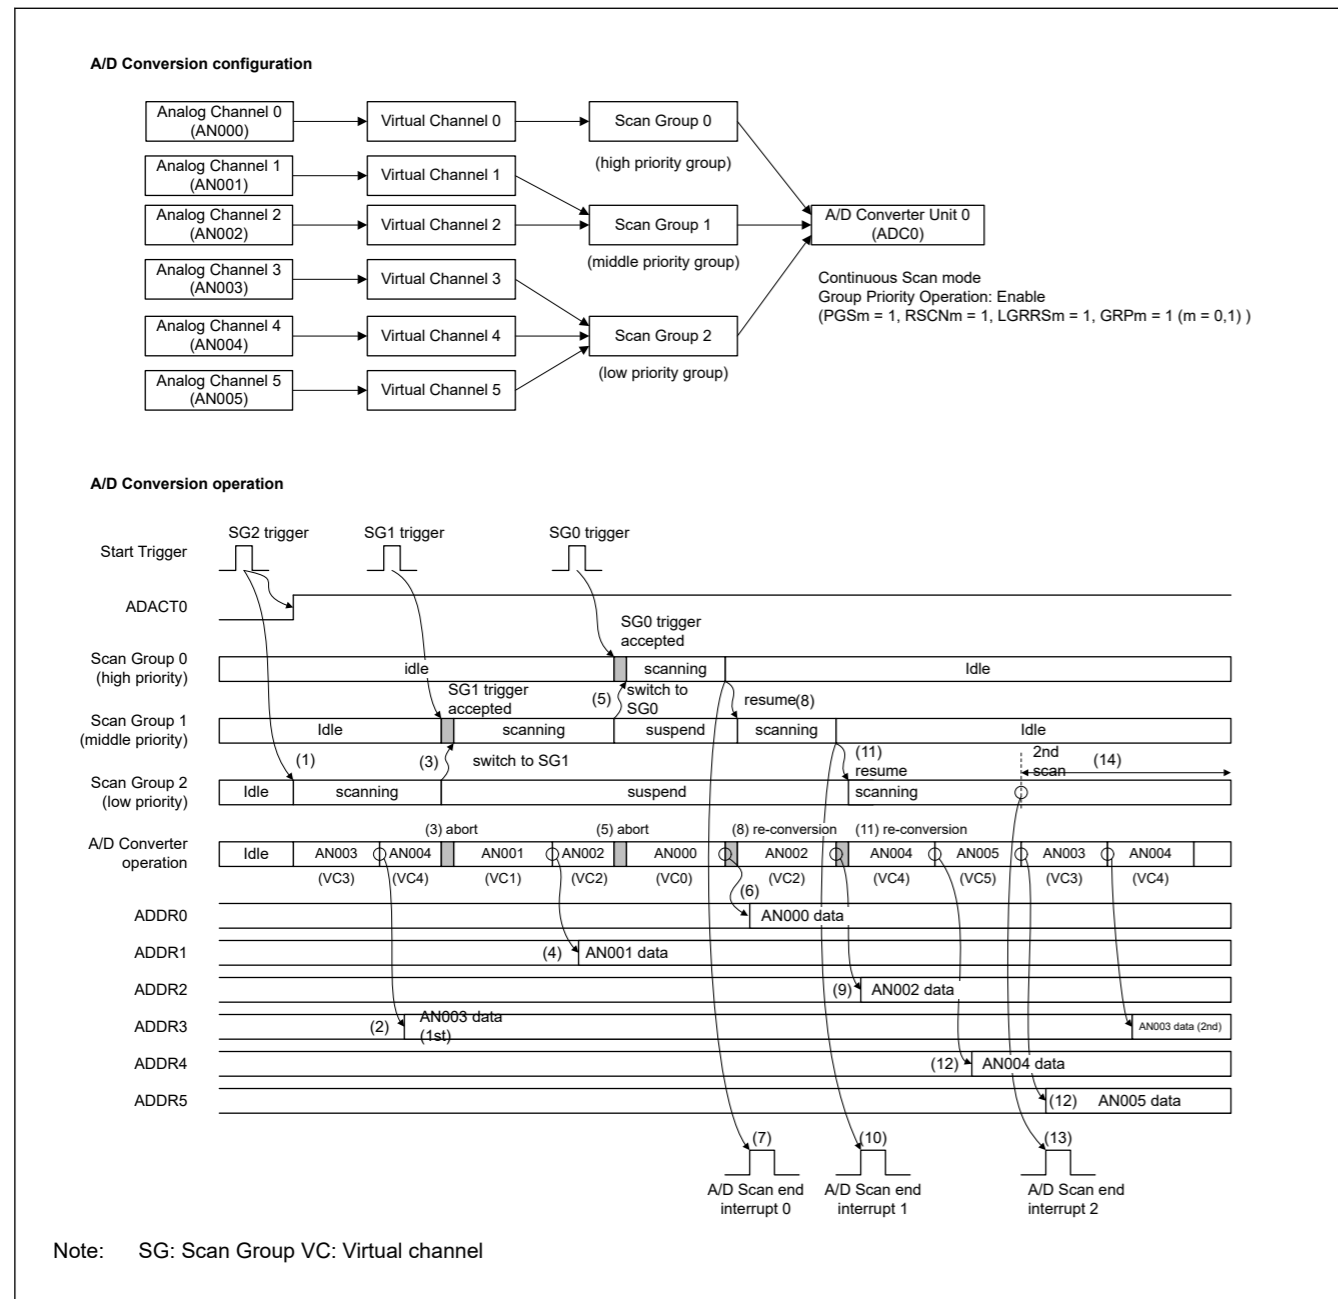 A/D Conversion configuration
Analog Channel 0
(AN000)
Virtual Channel 0
Scan Group 0
(high priority group)
Analog Channel 1
(AN001)
Virtual Channel 1
Analog Channel 2
(AN002)
Virtual Channel 2
Scan Group 1
(middle priority group)
A/D Converter Unit 0
(ADC0)
Analog Channel 3
(AN003)
Virtual Channel 3
Continuous Scan mode
Group Priority Operation: Enable
(PGSm = 1, RSCNm = 1, LGRRSm = 1, GRPm = 1 (m = 0,1) )
Analog Channel 4
(AN004)
Virtual Channel 4
Scan Group 2
(low priority group)
Analog Channel 5
(AN005)
Virtual Channel 5
A/D Conversion operation
SG2 trigger
SG1 trigger
SG0 trigger
Start Trigger
ADACT0
SG0 trigger
accepted
Scan Group 0
(high priority)
idle
scanning
Idle
SG1 trigger
accepted
(5)
switch to
SG0
resume(8)
Scan Group 1
(middle priority)
Idle
scanning
suspend
scanning
Idle
(1)
(3)
switch to SG1
(11)
resume
2nd
scan
(14)
Scan Group 2
(low priority)
Idle
scanning
suspend
scanning
(3) abort
(5) abort
(8) re-conversion
(11) re-conversion
A/D Converter
operation
Idle
AN003
AN004
AN001
AN002
AN000
AN002
AN004
AN005
AN003
AN004
(VC3)
(VC4)
(VC1)
(VC2)
(VC0)
(VC2)
(VC4)
(VC5)
(VC3)
(VC4)
(6)
ADDR0
AN000 data
ADDR1
(4)
AN001 data
ADDR2
(9)
AN002 data
ADDR3
(2)
AN003 data
(1st)
AN003 data (2nd)
ADDR4
(12)
AN004 data
ADDR5
(12)
AN005 data
(7)
(10)
(13)
A/D Scan end
interrupt 0
A/D Scan end
interrupt 1
A/D Scan end
interrupt 2
Note: SG: Scan Group VC: Virtual channel